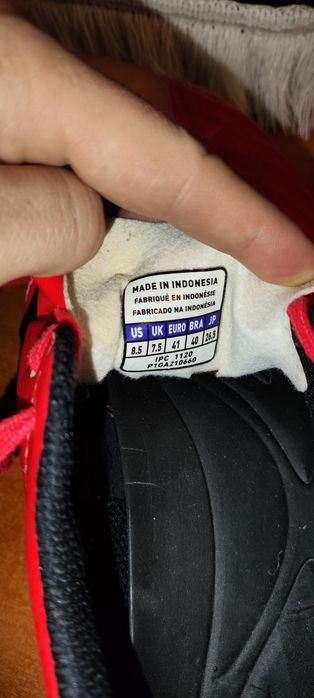 MADE IN INDONESIA
FABRIQUÉ EN INDONÉSIE
FABRICADO NA INDONÉSIA
US UK EURO BRA JP
8.5 7.5 41 40 26.5
IPC 1120
P1GA210660